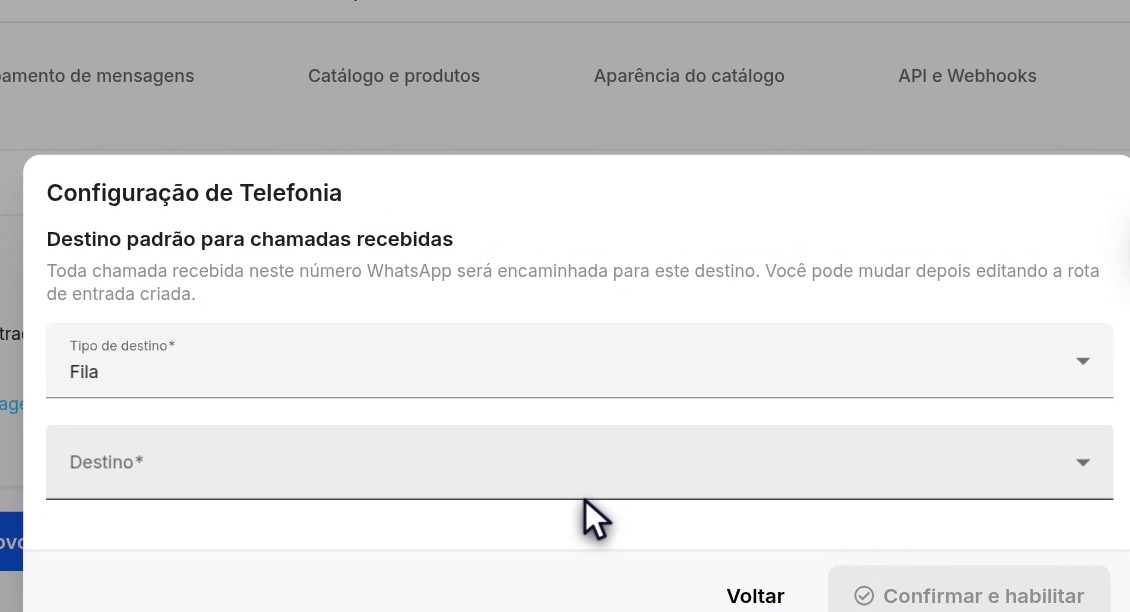 amento de mensagens Catálogo e produtos Aparência do catálogo API e Webhooks
Configuração de Telefonia
Destino padrão para chamadas recebidas
Toda chamada recebida neste número WhatsApp será encaminhada para este destino. Você pode mudar depois editando a rota
de entrada criada.
Tipo de destino*
Fila
Destino*
Voltar Confirmar e habilitar